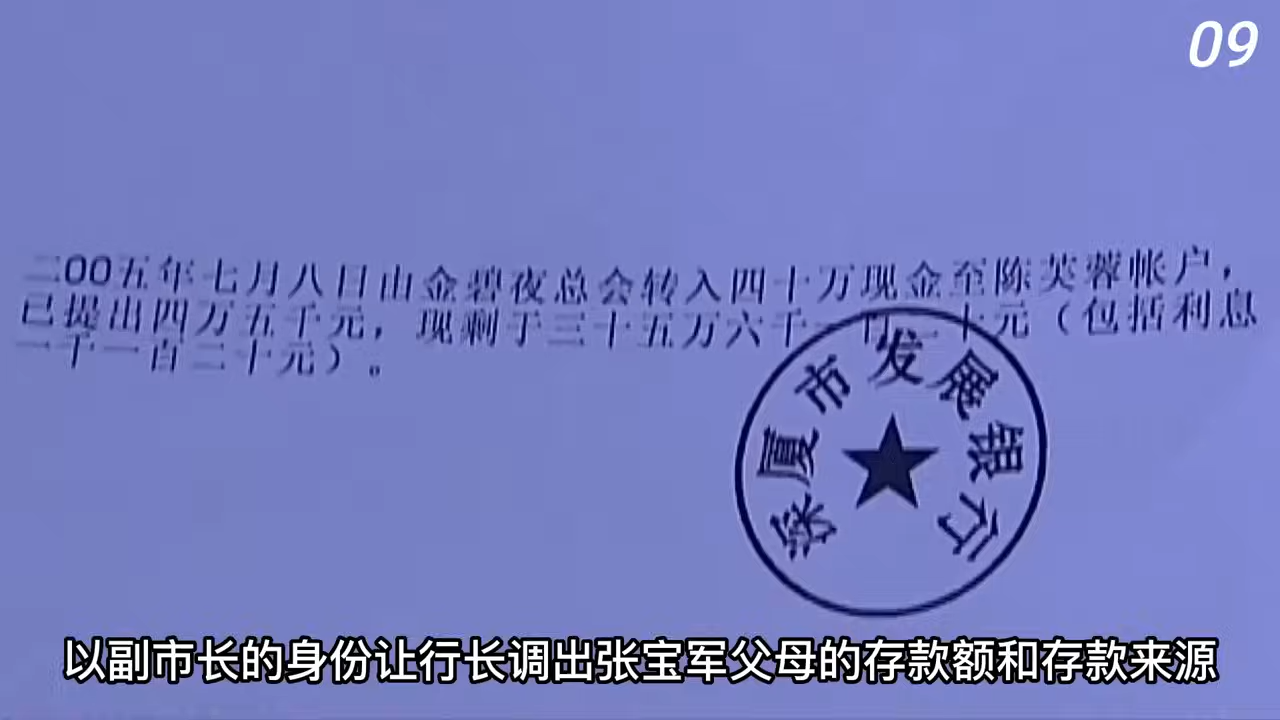 09
二00五年七月八日由金碧夜总会转入四十万现金至陈芙蓉帐户，
已提出四万五千元，现剩于三十五万六千一百二十元（包括利息
一千一百二十元）。
深厦市发展银行
以副市长的身份让行长调出张宝军父母的存款额和存款来源